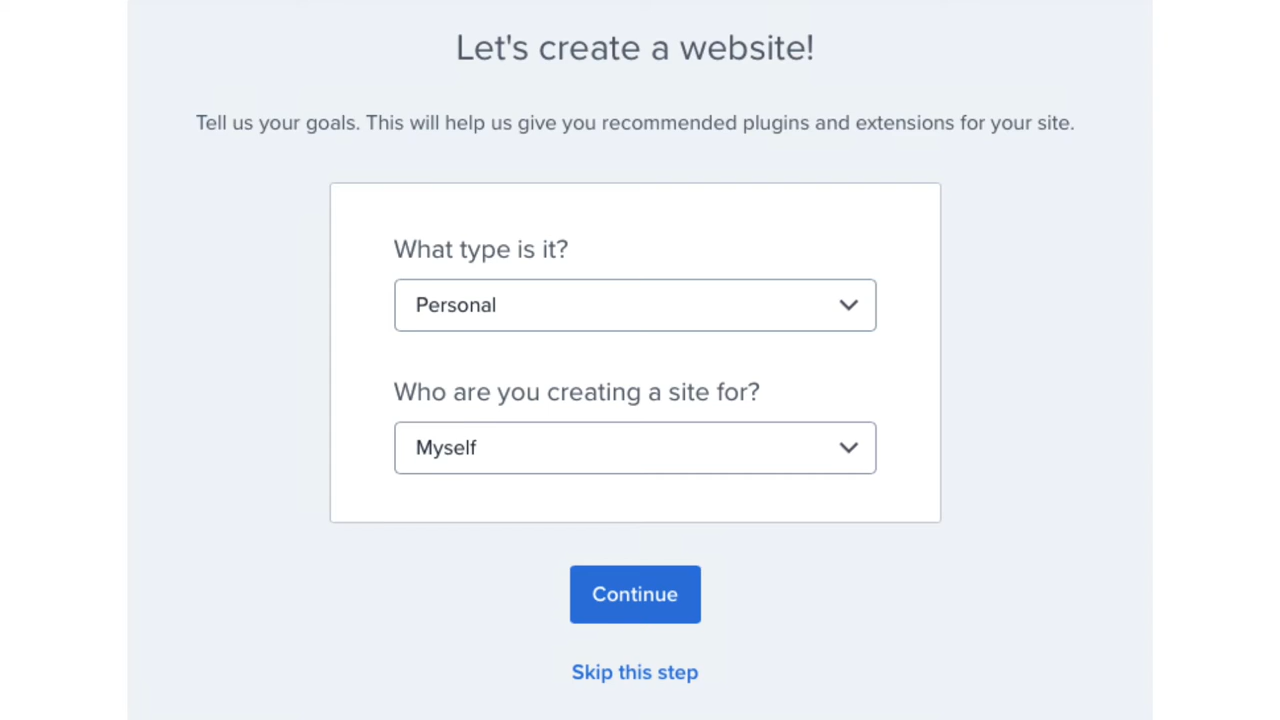 Let's create a website!
Tell us your goals. This will help us give you recommended plugins and extensions for your site.
What type is it?
Personal
Who are you creating a site for?
Myself
Continue
Skip this step